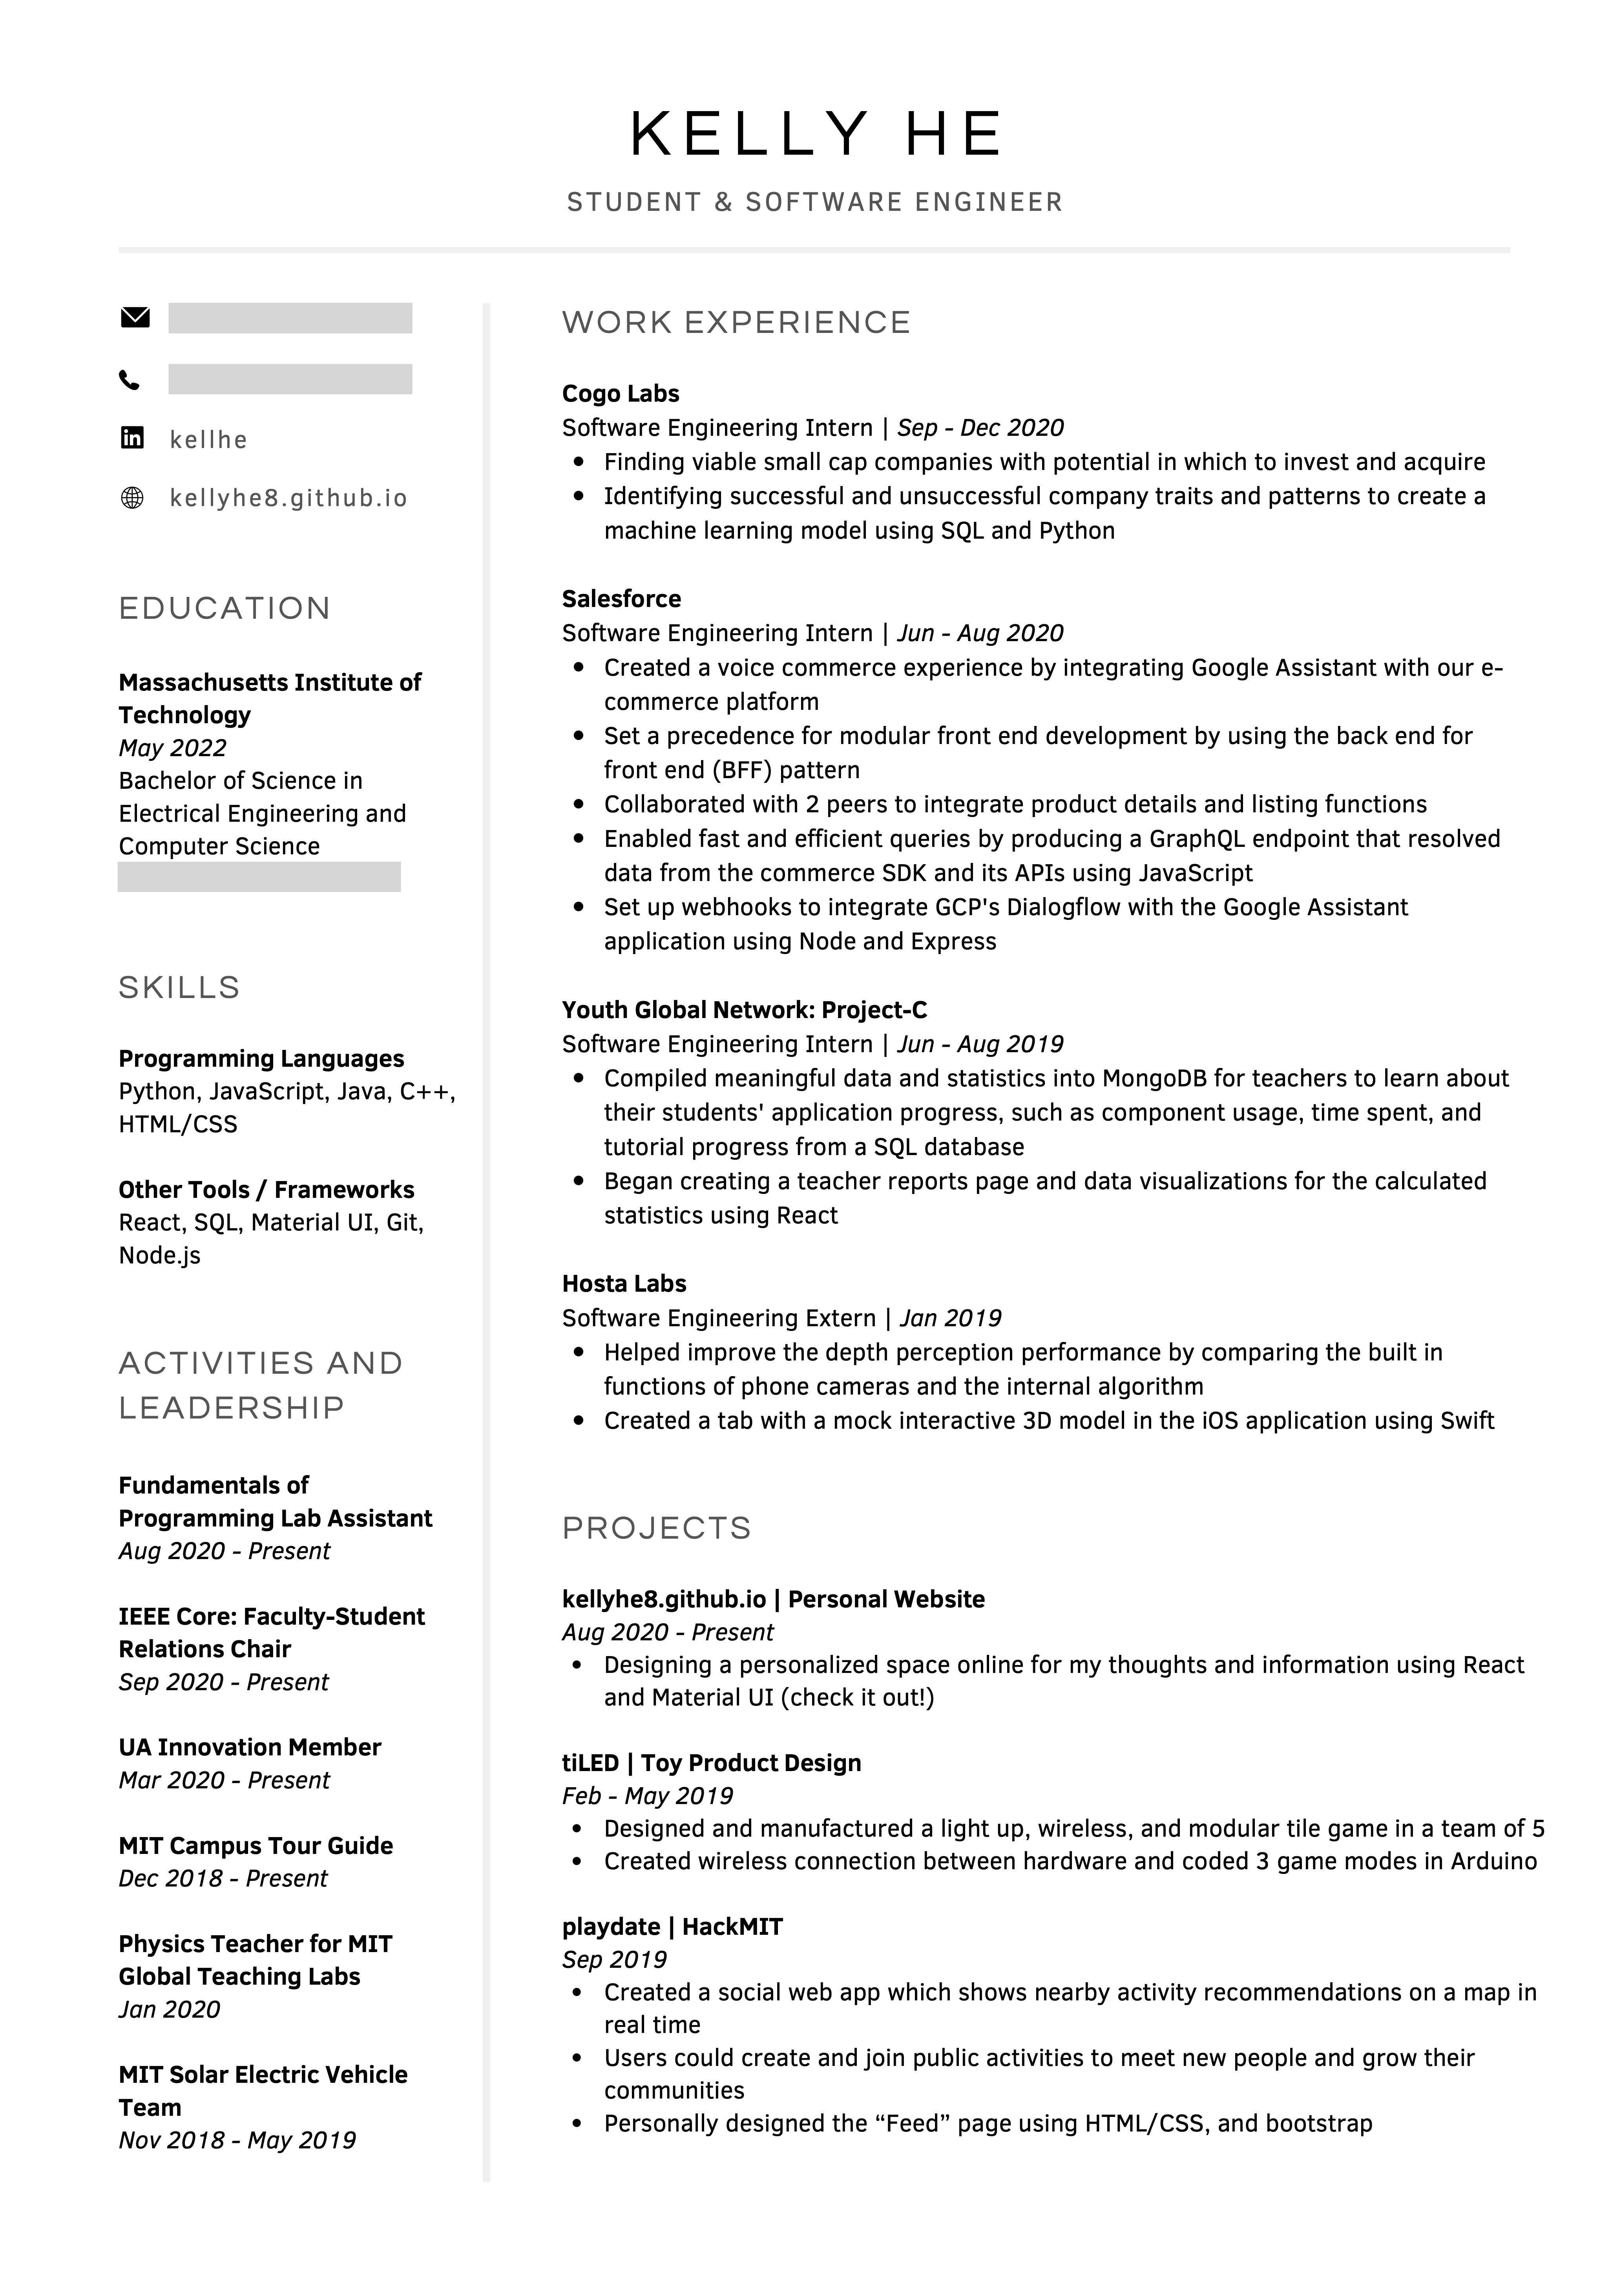 KELLY HE
STUDENT & SOFTWARE ENGINEER
kellhe
kellyhe8.github.io
EDUCATION
Massachusetts Institute of
Technology
May 2022
Bachelor of Science in
Electrical Engineering and
Computer Science
SKILLS
Programming Languages
Python, JavaScript, Java, C++,
HTML/CSS
Other Tools / Frameworks
React, SQL, Material UI, Git,
Node.js
ACTIVITIES AND
LEADERSHIP
Fundamentals of
Programming Lab Assistant
Aug 2020 - Present
IEEE Core: Faculty-Student
Relations Chair
Sep 2020 - Present
UA Innovation Member
Mar 2020 - Present
MIT Campus Tour Guide
Dec 2018 - Present
Physics Teacher for MIT
Global Teaching Labs
Jan 2020
MIT Solar Electric Vehicle
Team
Nov 2018 - May 2019
WORK EXPERIENCE
Cogo Labs
Software Engineering Intern | Sep - Dec 2020
• Finding viable small cap companies with potential in which to invest and acquire
• Identifying successful and unsuccessful company traits and patterns to create a
machine learning model using SQL and Python
Salesforce
Software Engineering Intern | Jun - Aug 2020
• Created a voice commerce experience by integrating Google Assistant with our e-
commerce platform
• Set a precedence for modular front end development by using the back end for
front end (BFF) pattern
• Collaborated with 2 peers to integrate product details and listing functions
• Enabled fast and efficient queries by producing a GraphQL endpoint that resolved
data from the commerce SDK and its APIs using JavaScript
• Set up webhooks to integrate GCP's Dialogflow with the Google Assistant
application using Node and Express
Youth Global Network: Project-C
Software Engineering Intern | Jun - Aug 2019
• Compiled meaningful data and statistics into MongoDB for teachers to learn about
their students' application progress, such as component usage, time spent, and
tutorial progress from a SQL database
• Began creating a teacher reports page and data visualizations for the calculated
statistics using React
Hosta Labs
Software Engineering Extern | Jan 2019
• Helped improve the depth perception performance by comparing the built in
functions of phone cameras and the internal algorithm
• Created a tab with a mock interactive 3D model in the iOS application using Swift
PROJECTS
kellyhe8.github.io | Personal Website
Aug 2020 - Present
• Designing a personalized space online for my thoughts and information using React
and Material UI (check it out!)
tiLED | Toy Product Design
Feb - May 2019
• Designed and manufactured a light up, wireless, and modular tile game in a team of 5
• Created wireless connection between hardware and coded 3 game modes in Arduino
playdate | HackMIT
Sep 2019
• Created a social web app which shows nearby activity recommendations on a map in
real time
• Users could create and join public activities to meet new people and grow their
communities
• Personally designed the “Feed” page using HTML/CSS, and bootstrap